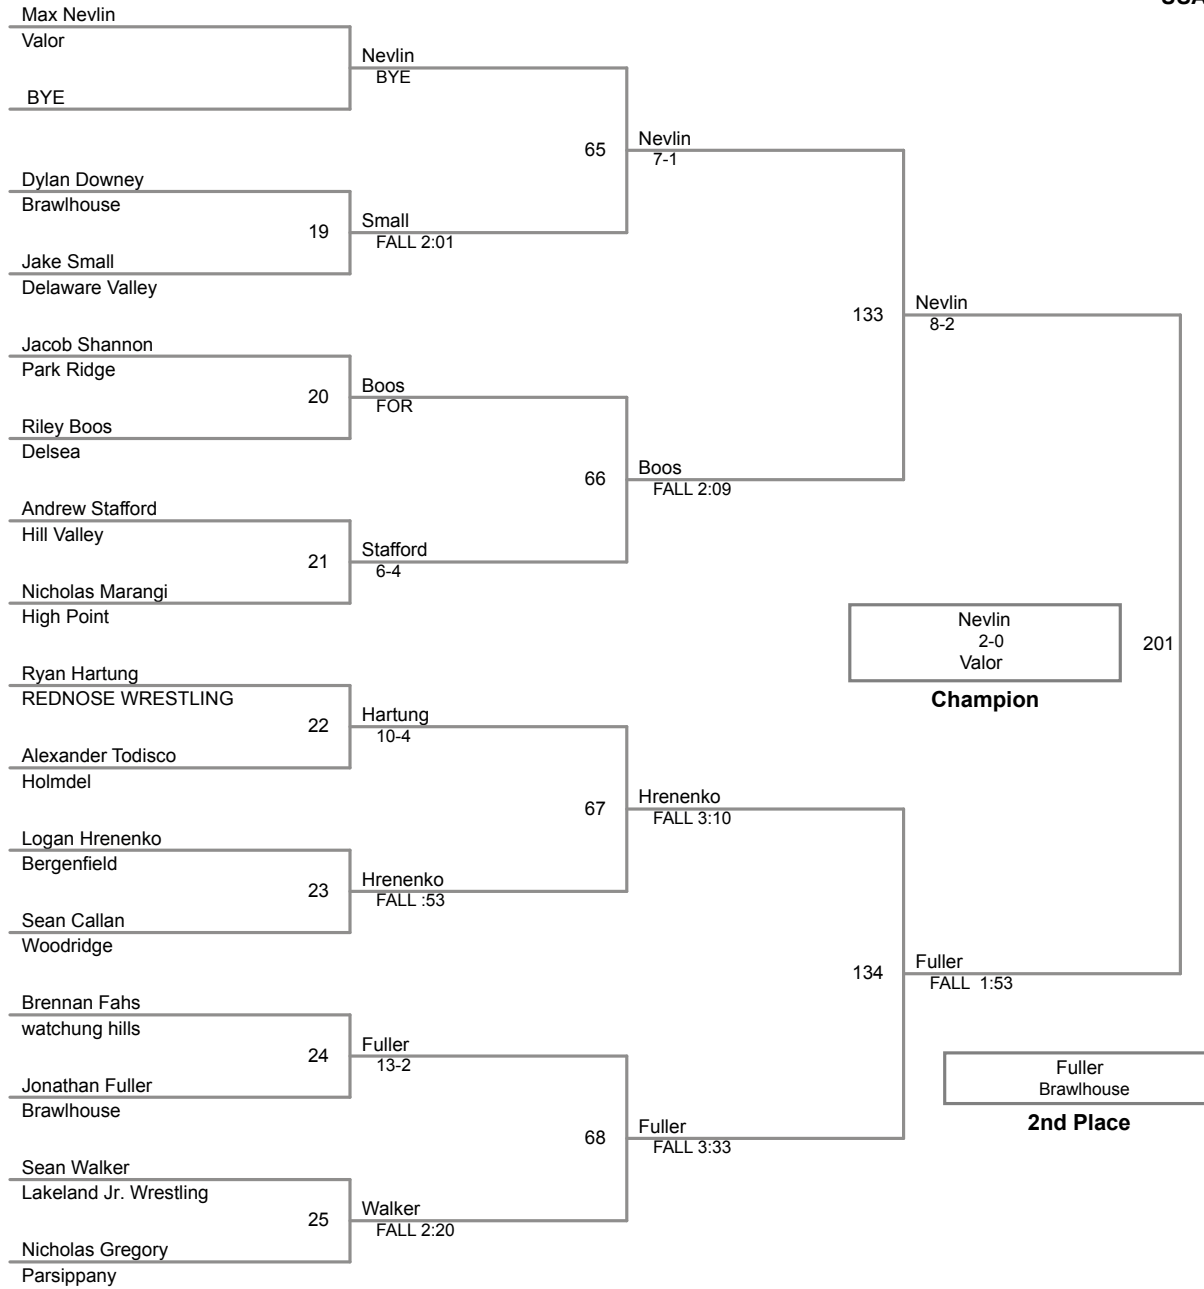 Max Nevlin
Valor
BYE
Dylan Downey
Brawlhouse
19
Jake Small
Delaware Valley
Jacob Shannon
Park Ridge
20
Riley Boos
Delsea
Andrew Stafford
Hill Valley
21
Nicholas Marangi
High Point
Ryan Hartung
REDNOSE WRESTLING
22
Alexander Todisco
Holmdel
Logan Hrenenko
Bergenfield
23
Sean Callan
Woodridge
Brennan Fahs
watchung hills
24
Jonathan Fuller
Brawlhouse
Sean Walker
Lakeland Jr. Wrestling
25
Nicholas Gregory
Parsippany
Nevlin
BYE
65
Small
FALL 2:01
Boos
FOR
66
Stafford
6-4
Hartung
10-4
67
Hrenenko
FALL :53
Fuller
13-2
68
Walker
FALL 2:20
Nevlin
7-1
133
Boos
FALL 2:09
Hrenenko
FALL 3:10
134
Fuller
FALL 3:33
Nevlin
8-2
201
Fuller
FALL 1:53
Nevlin
2-0
Valor
Champion
Fuller
Brawlhouse
2nd Place